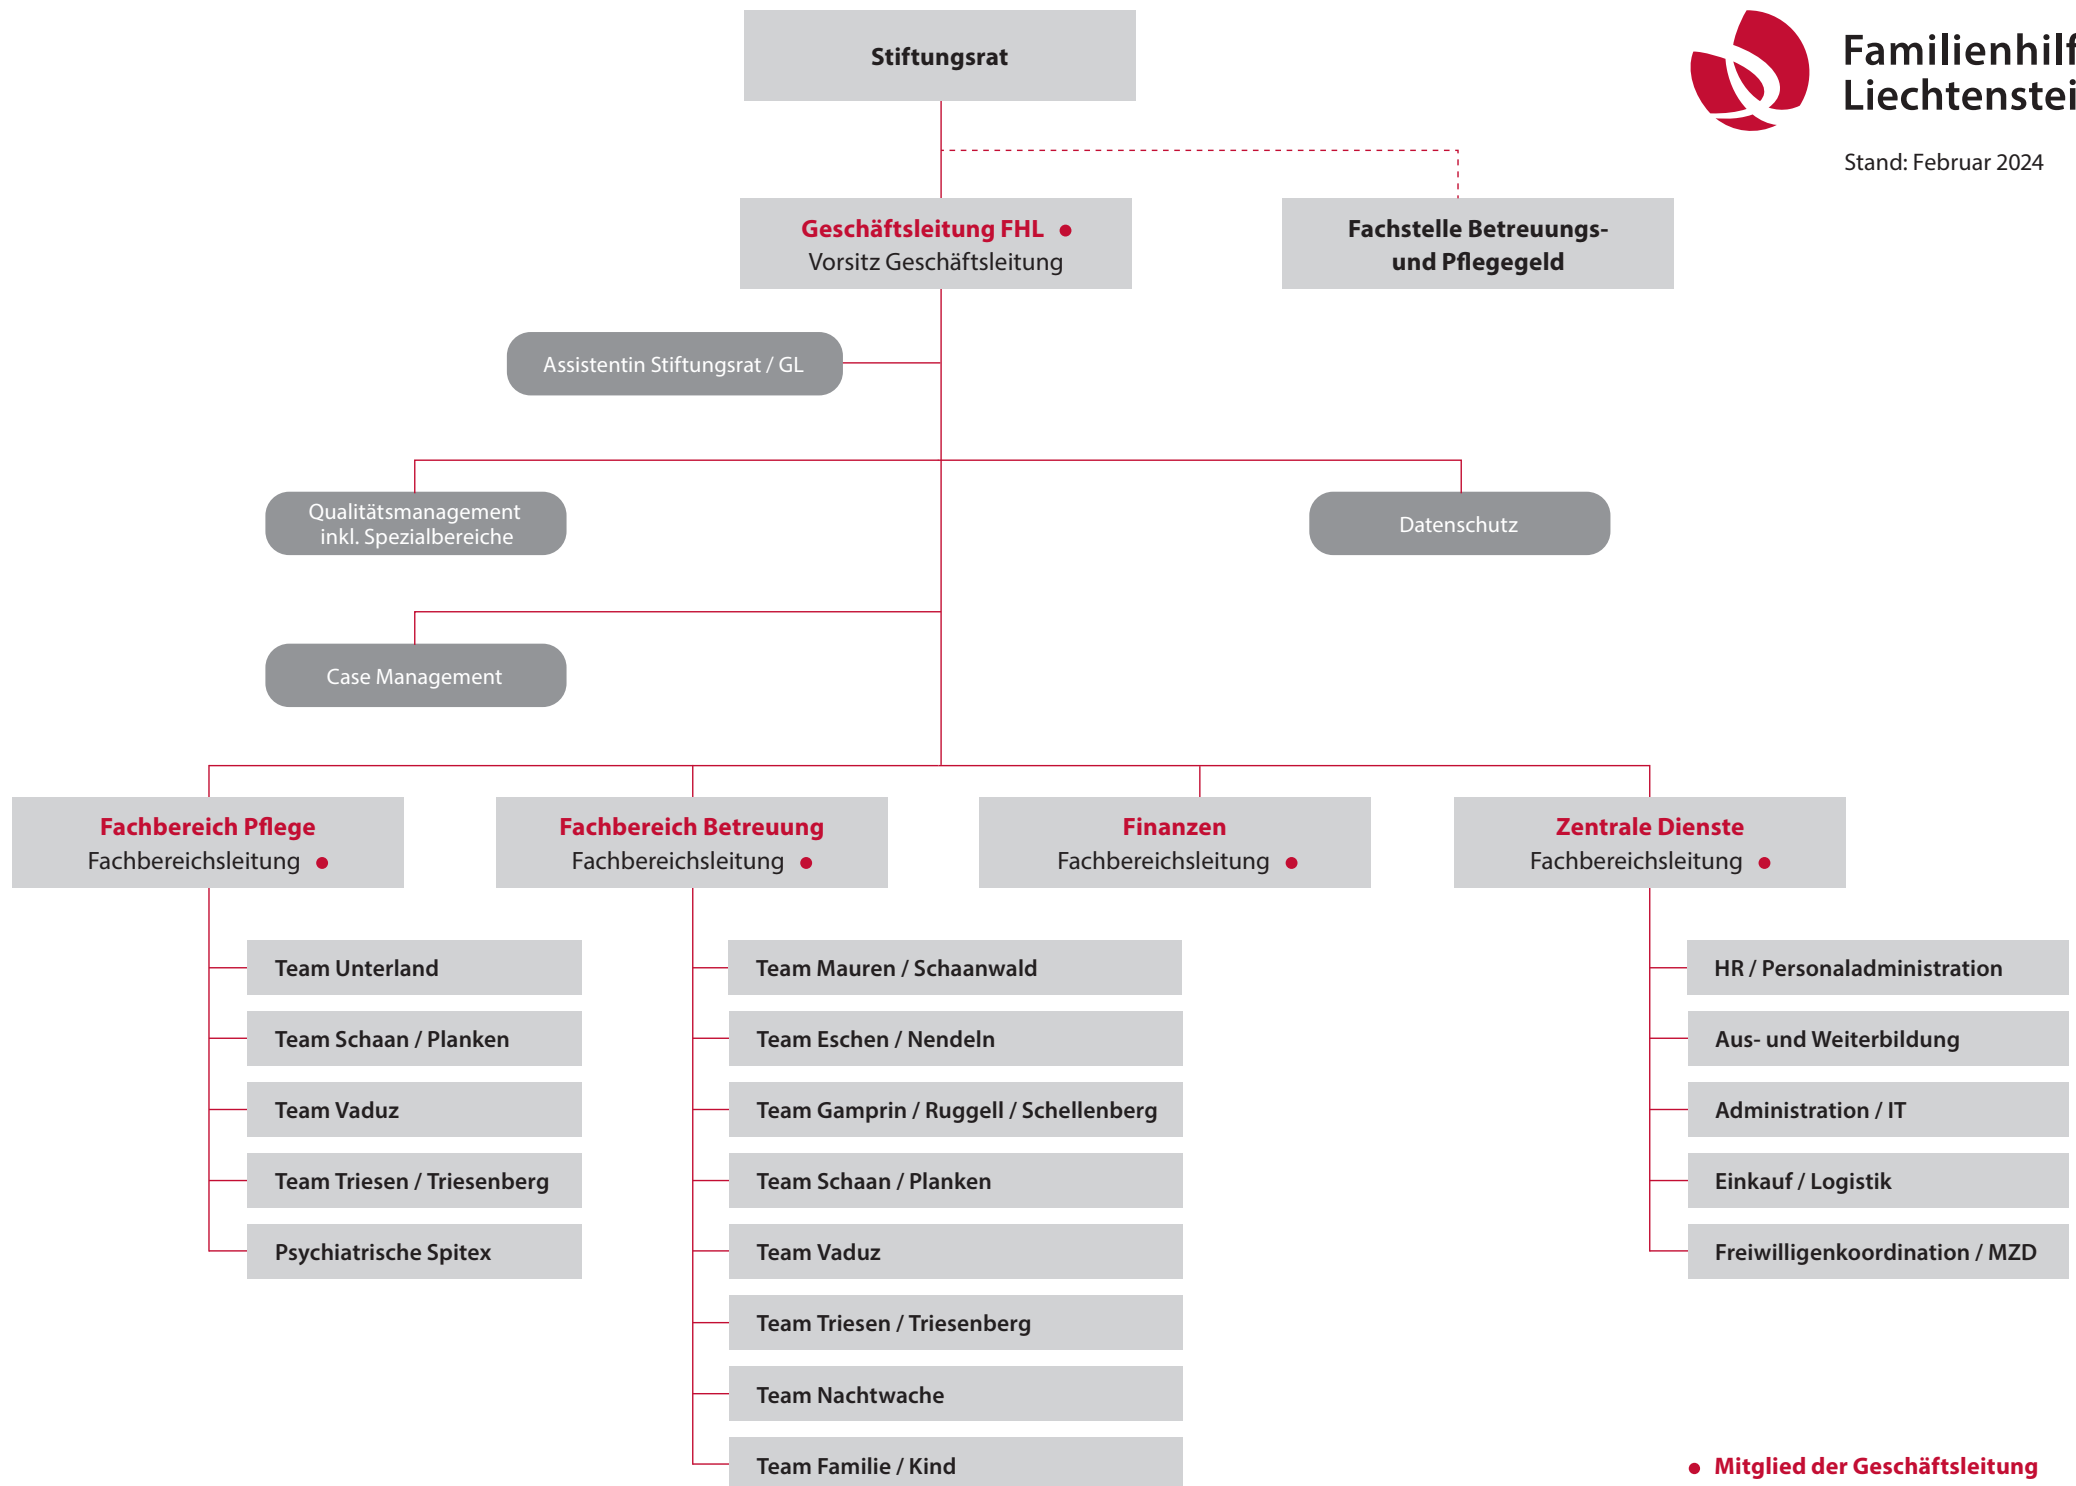 Stiftungsrat
Familienhilf
Liechtenstei
Stand: Februar 2024
Geschäftsleitung FHL
Vorsitz Geschäftsleitung
Fachstelle Betreuungs-
und Pflegegeld
Assistentin Stiftungsrat / GL
Qualitätsmanagement
inkl. Spezialbereiche
Datenschutz
Case Management
Fachbereich Pflege
Fachbereichsleitung
Fachbereich Betreuung
Fachbereichsleitung
Finanzen
Fachbereichsleitung
Zentrale Dienste
Fachbereichsleitung
Team Unterland
Team Schaan / Planken
Team Vaduz
Team Triesen / Triesenberg
Psychiatrische Spitex
Team Mauren / Schaanwald
Team Eschen / Nendeln
Team Gamprin / Ruggell / Schellenberg
Team Schaan / Planken
Team Vaduz
Team Triesen / Triesenberg
Team Nachtwache
Team Familie / Kind
HR / Personaladministration
Aus- und Weiterbildung
Administration / IT
Einkauf / Logistik
Freiwilligenkoordination / MZD
Mitglied der Geschäftsleitung